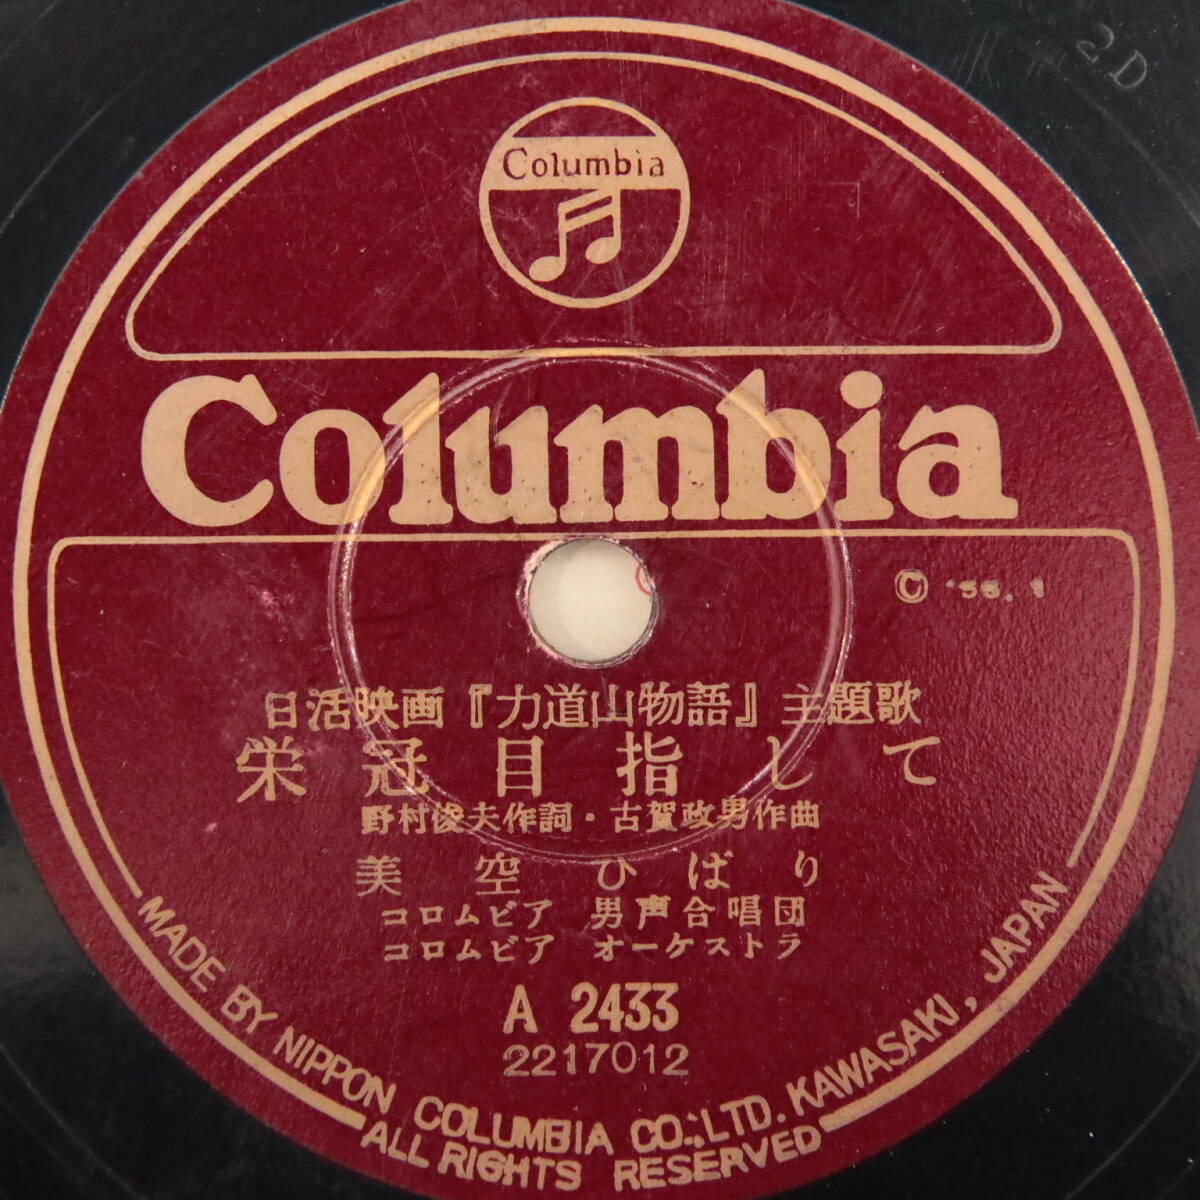 2D
Columbia
Columbia
© '55. 1
日活映画『力道山物語』主題歌
栄冠目指して
野村俊夫作詞・古賀政男作曲
美空ひばり
コロムビア 男声合唱団
コロムビア オーケストラ
A 2433
2217012
MADE BY NIPPON COLUMBIA CO., LTD. KAWASAKI, JAPAN
ALL RIGHTS RESERVED